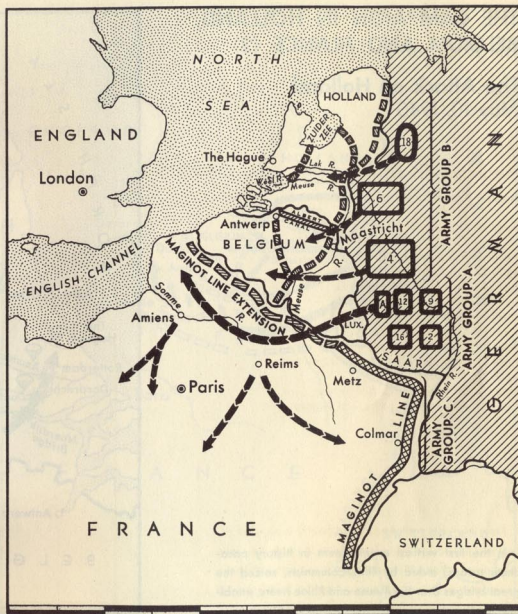 NORTH
SEA
HOLLAND
ZUIDER
ZEE
ENGLAND
London
The Hague
Lek R.
Waal R.
Meuse R.
18
ARMY GROUP B
GERMANY
6
Antwerp
ALBERT
CANAL
Maastricht
BELGIUM
4
ENGLISH CHANNEL
MAGINOT LINE EXTENSION
Meuse R.
ARMY GROUP A
12
9
16
2
LUX.
Somme R.
Amiens
SAAR
Rhein R.
Reims
Metz
Paris
ARMY
GROUP-C
Colmar
MAGINOT LINE
FRANCE
SWITZERLAND